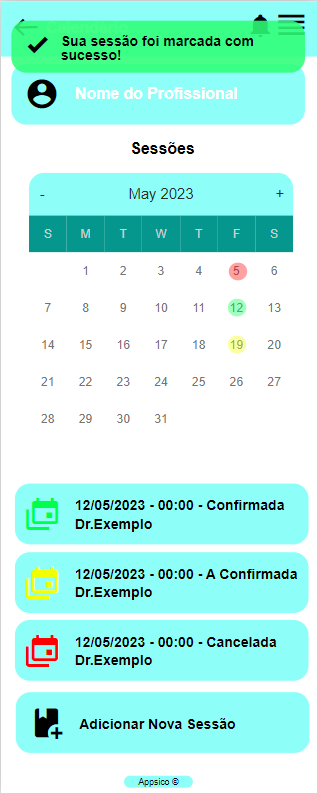 Sua sessão foi marcada com
sucesso!
Nome do Profissional
Sessões
- May 2023 +
S M T W T F S
1 2 3 4 5 6
7 8 9 10 11 12 13
14 15 16 17 18 19 20
21 22 23 24 25 26 27
28 29 30 31
12/05/2023 - 00:00 - Confirmada
Dr.Exemplo
12/05/2023 - 00:00 - A Confirmada
Dr.Exemplo
12/05/2023 - 00:00 - Cancelada
Dr.Exemplo
Adicionar Nova Sessão
Appsico ©